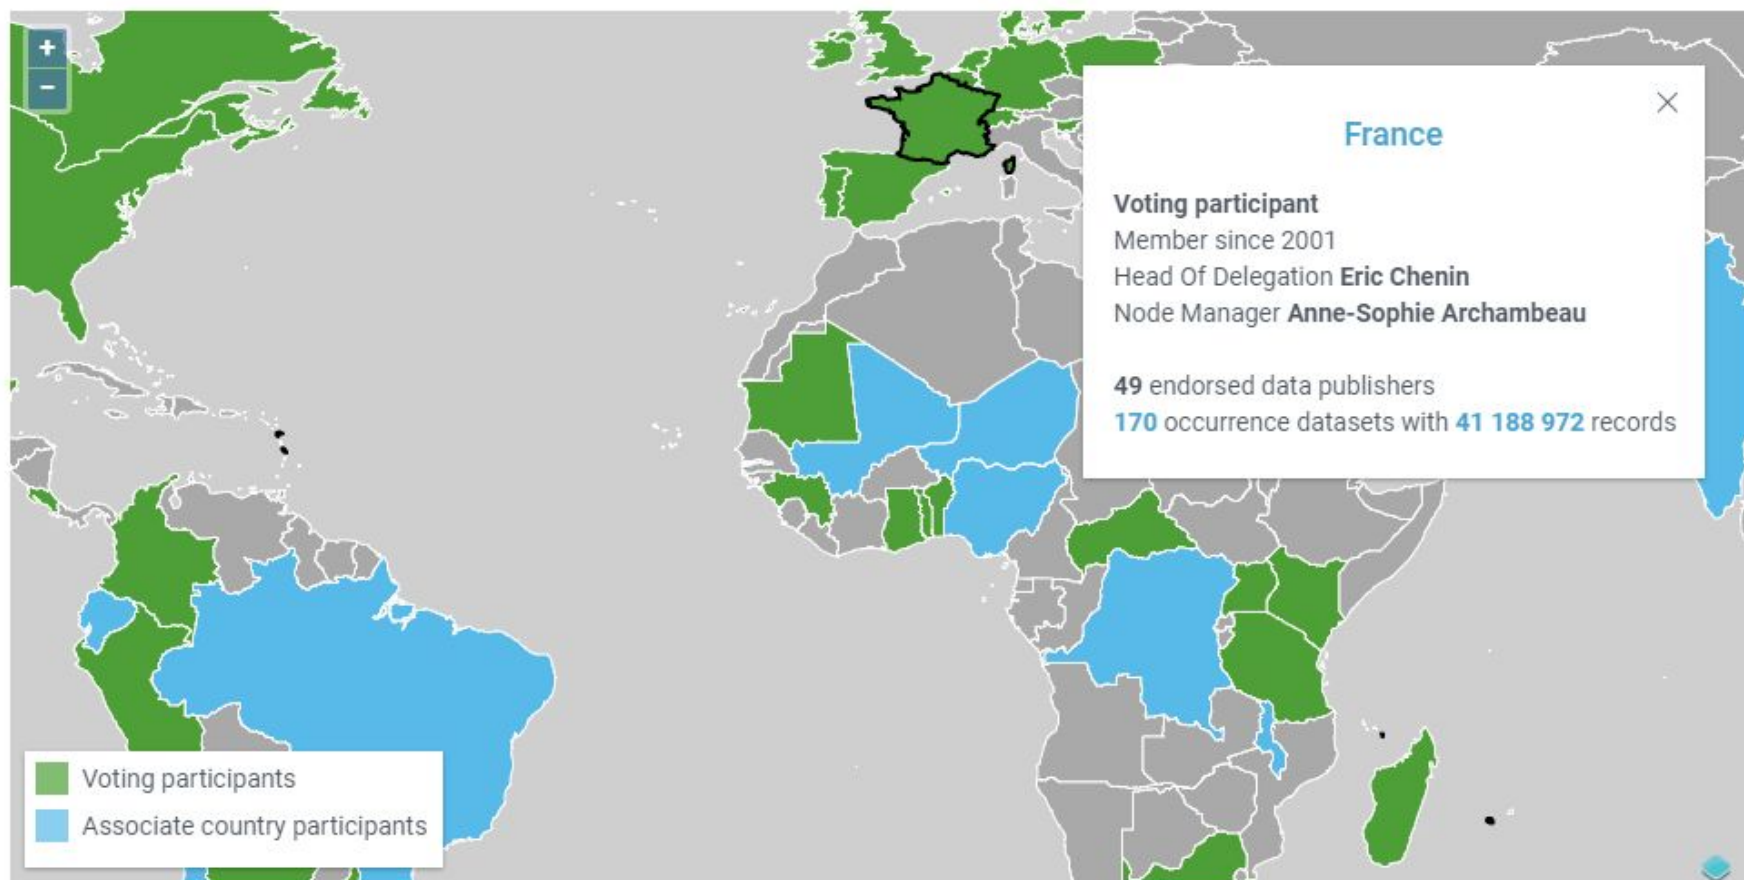 +
−
France
Voting participant
Member since 2001
Head Of Delegation Eric Chenin
Node Manager Anne-Sophie Archambeau
49 endorsed data publishers
170 occurrence datasets with 41 188 972 records
Voting participants
Associate country participants